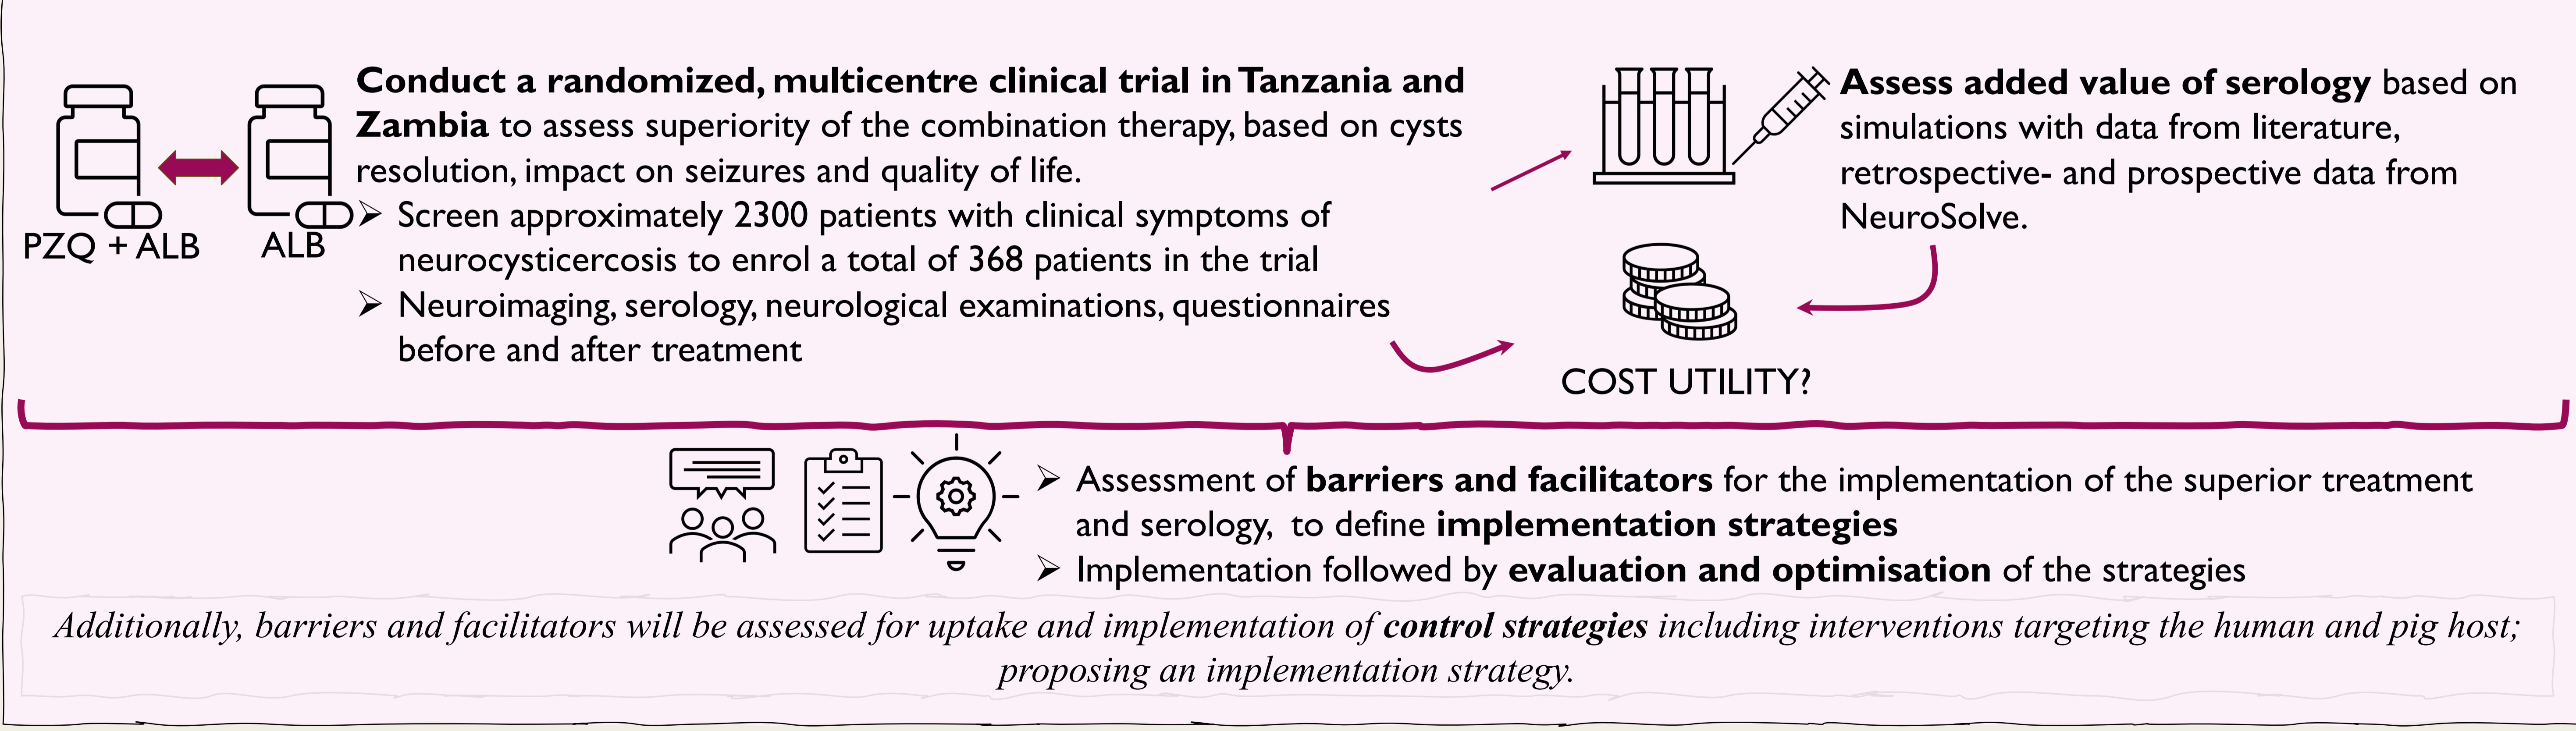 PZQ + ALB
ALB
Conduct a randomized, multicentre clinical trial in Tanzania and
Zambia to assess superiority of the combination therapy, based on cysts
resolution, impact on seizures and quality of life.
➢ Screen approximately 2300 patients with clinical symptoms of
neurocysticercosis to enrol a total of 368 patients in the trial
➢ Neuroimaging, serology, neurological examinations, questionnaires
before and after treatment
Assess added value of serology based on
simulations with data from literature,
retrospective- and prospective data from
NeuroSolve.
COST UTILITY?
➢ Assessment of barriers and facilitators for the implementation of the superior treatment
and serology, to define implementation strategies
➢ Implementation followed by evaluation and optimisation of the strategies
Additionally, barriers and facilitators will be assessed for uptake and implementation of control strategies including interventions targeting the human and pig host;
proposing an implementation strategy.